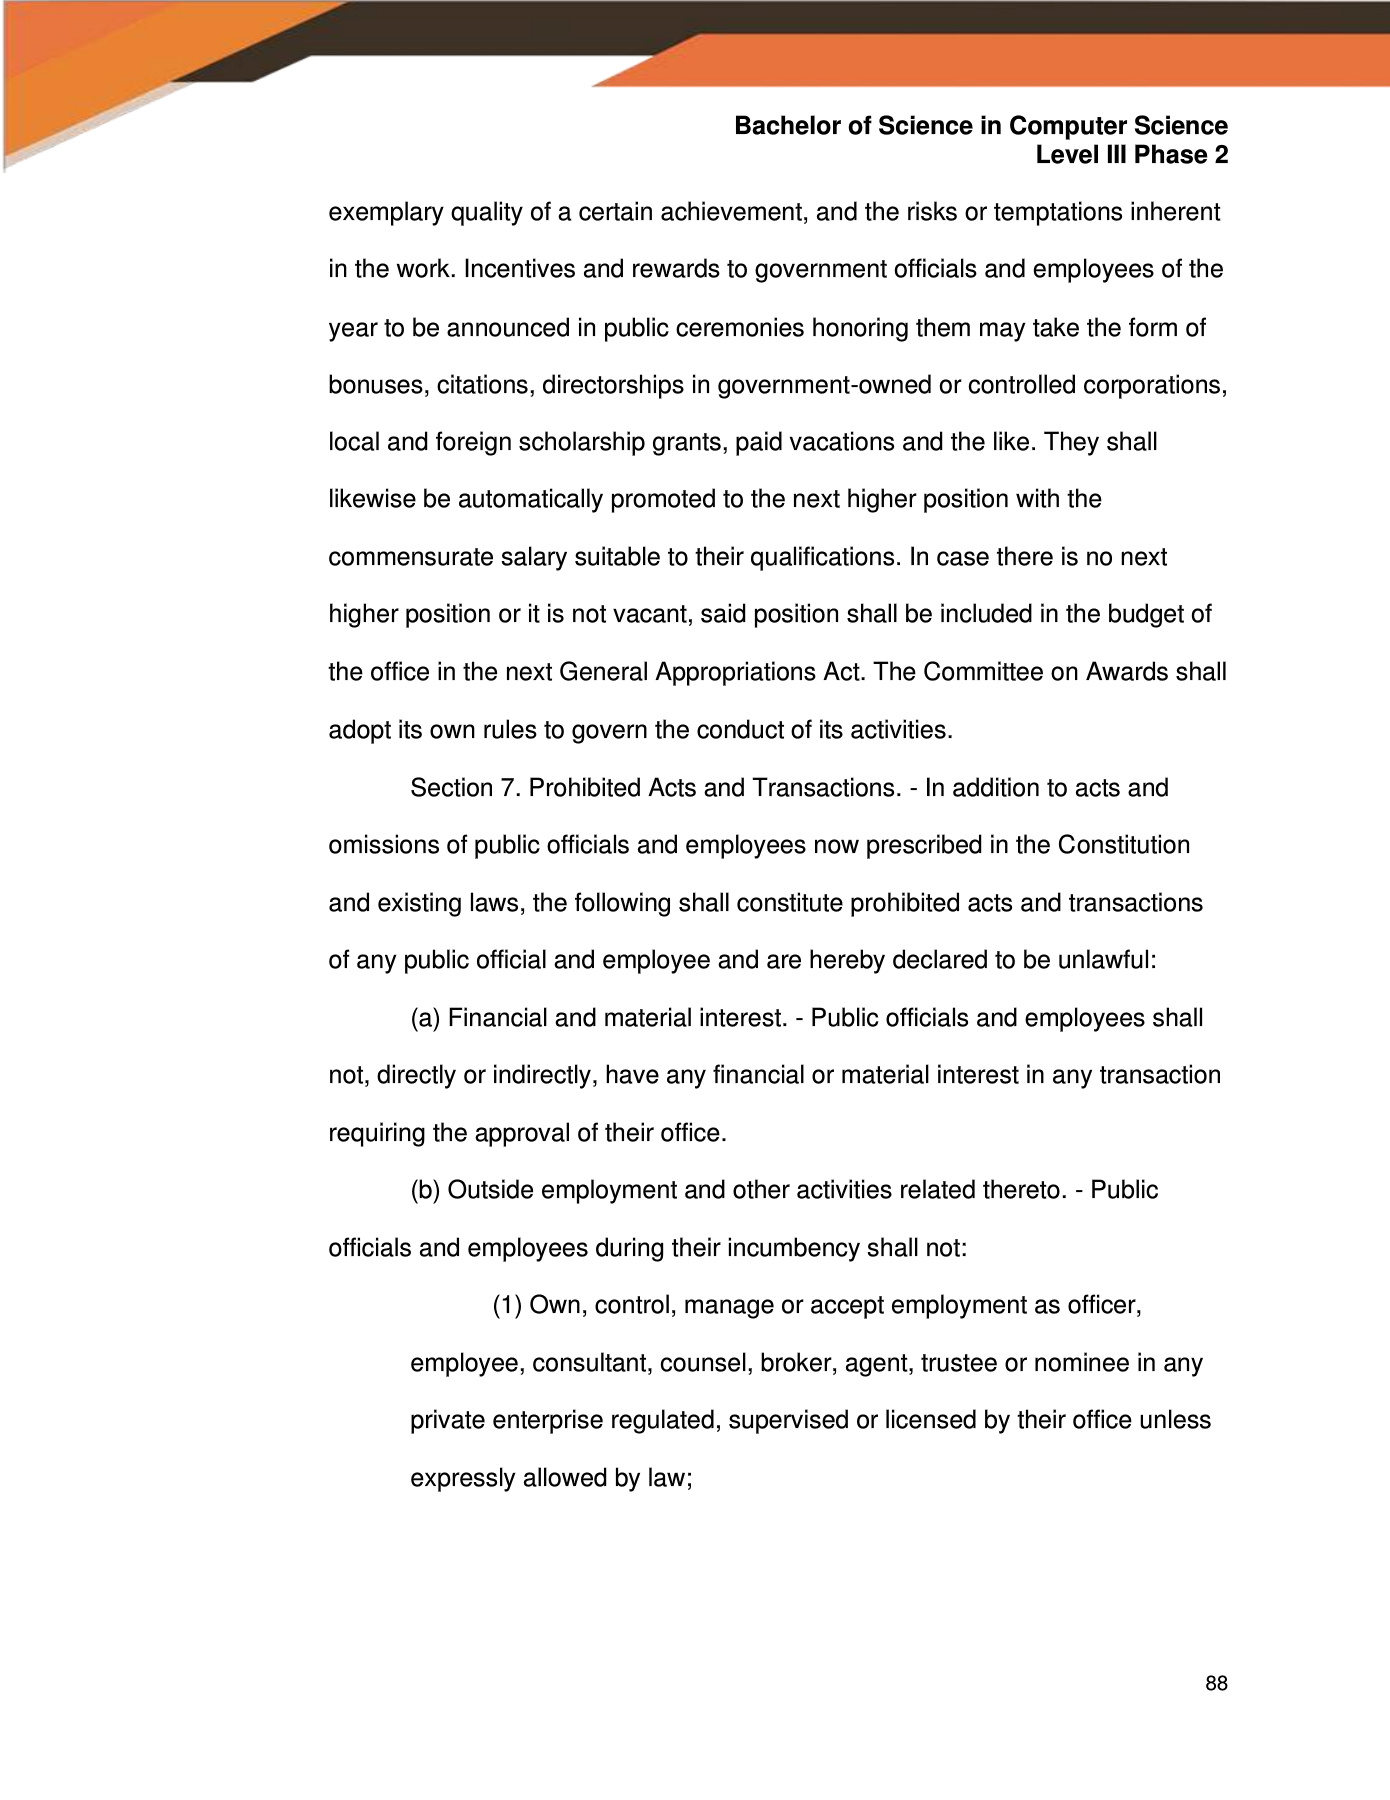 Bachelor of Science in Computer Science
Level III Phase 2
exemplary quality of a certain achievement, and the risks or temptations inherent
in the work. Incentives and rewards to government officials and employees of the
year to be announced in public ceremonies honoring them may take the form of
bonuses, citations, directorships in government-owned or controlled corporations,
local and foreign scholarship grants, paid vacations and the like. They shall
likewise be automatically promoted to the next higher position with the
commensurate salary suitable to their qualifications. In case there is no next
higher position or it is not vacant, said position shall be included in the budget of
the office in the next General Appropriations Act. The Committee on Awards shall
adopt its own rules to govern the conduct of its activities.
Section 7. Prohibited Acts and Transactions. - In addition to acts and
omissions of public officials and employees now prescribed in the Constitution
and existing laws, the following shall constitute prohibited acts and transactions
of any public official and employee and are hereby declared to be unlawful:
(a) Financial and material interest. - Public officials and employees shall
not, directly or indirectly, have any financial or material interest in any transaction
requiring the approval of their office.
(b) Outside employment and other activities related thereto. - Public
officials and employees during their incumbency shall not:
(1) Own, control, manage or accept employment as officer,
employee, consultant, counsel, broker, agent, trustee or nominee in any
private enterprise regulated, supervised or licensed by their office unless
expressly allowed by law;
88